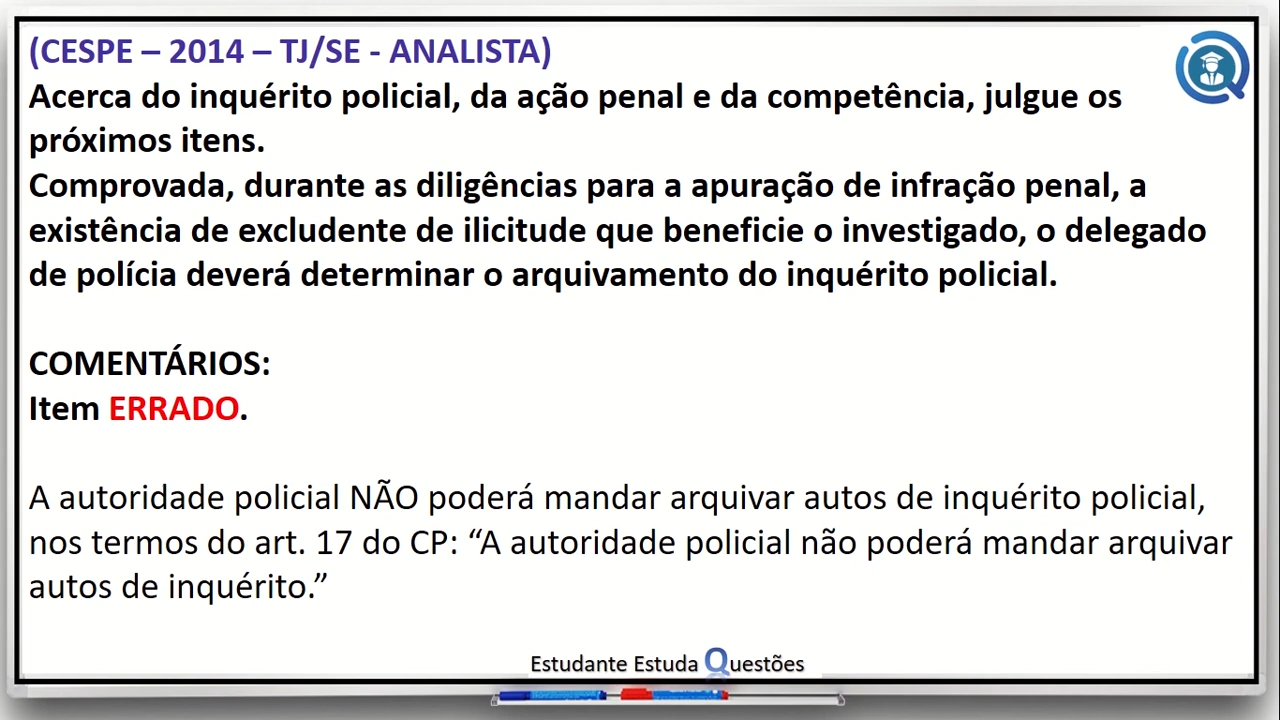 (CESPE – 2014 – TJ/SE - ANALISTA)
Acerca do inquérito policial, da ação penal e da competência, julgue os
próximos itens.
Comprovada, durante as diligências para a apuração de infração penal, a
existência de excludente de ilicitude que beneficie o investigado, o delegado
de polícia deverá determinar o arquivamento do inquérito policial.
COMENTÁRIOS:
Item ERRADO.
A autoridade policial NÃO poderá mandar arquivar autos de inquérito policial,
nos termos do art. 17 do CP: “A autoridade policial não poderá mandar arquivar
autos de inquérito.”
Estudante Estuda Questões